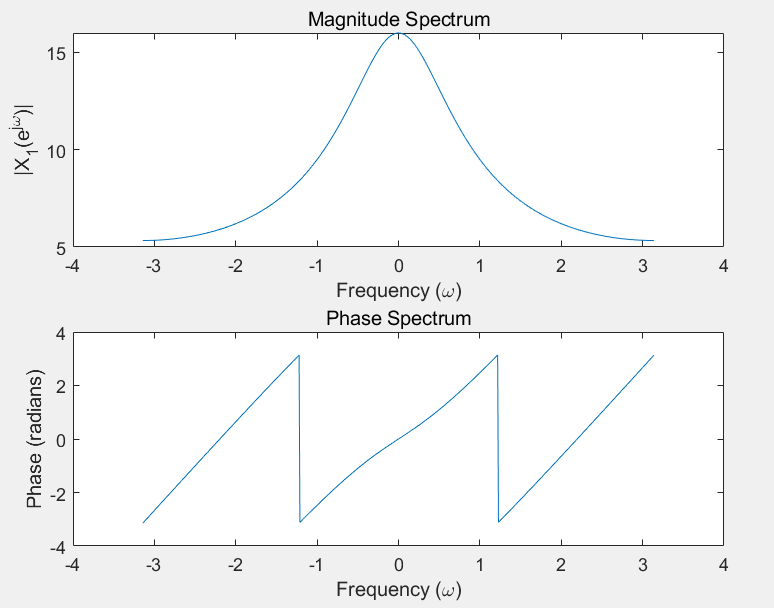 Magnitude Spectrum
|X1(e^jω)|
15
10
5
-4 -3 -2 -1 0 1 2 3 4
Frequency (ω)
Phase Spectrum
Phase (radians)
4
2
0
-2
-4
-4 -3 -2 -1 0 1 2 3 4
Frequency (ω)